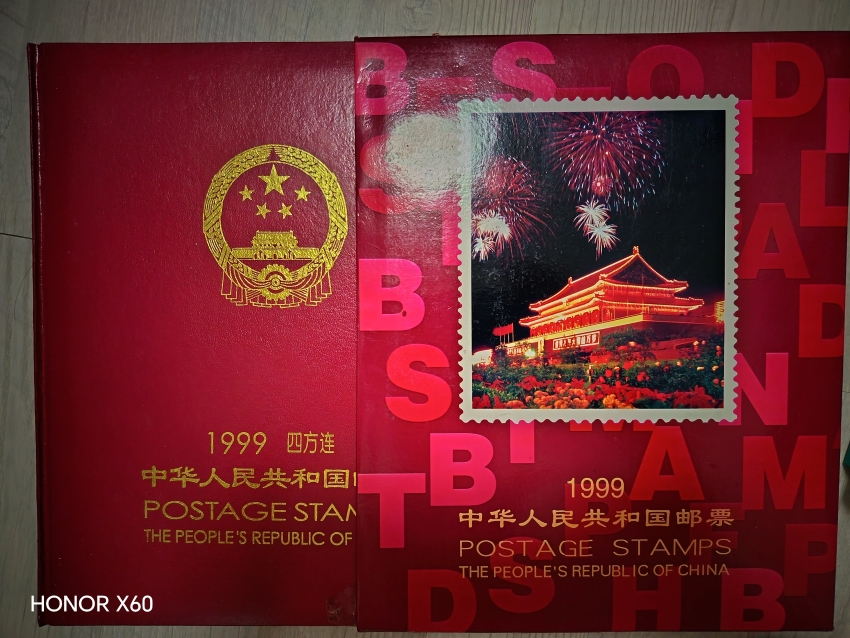 1999 四方连
中华人民共和国
POSTAGE STAM
THE PEOPLE'S REPUBLIC OF
1999
中华人民共和国邮票
POSTAGE STAMPS
THE PEOPLE'S REPUBLIC OF CHINA
HONOR X60